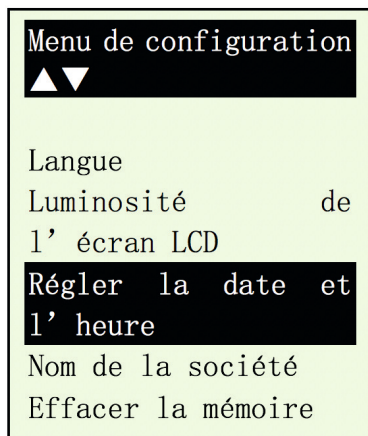 Menu de configuration
▲▼
Langue
Luminosité de
l’ écran LCD
Régler la date et
l’ heure
Nom de la société
Effacer la mémoire